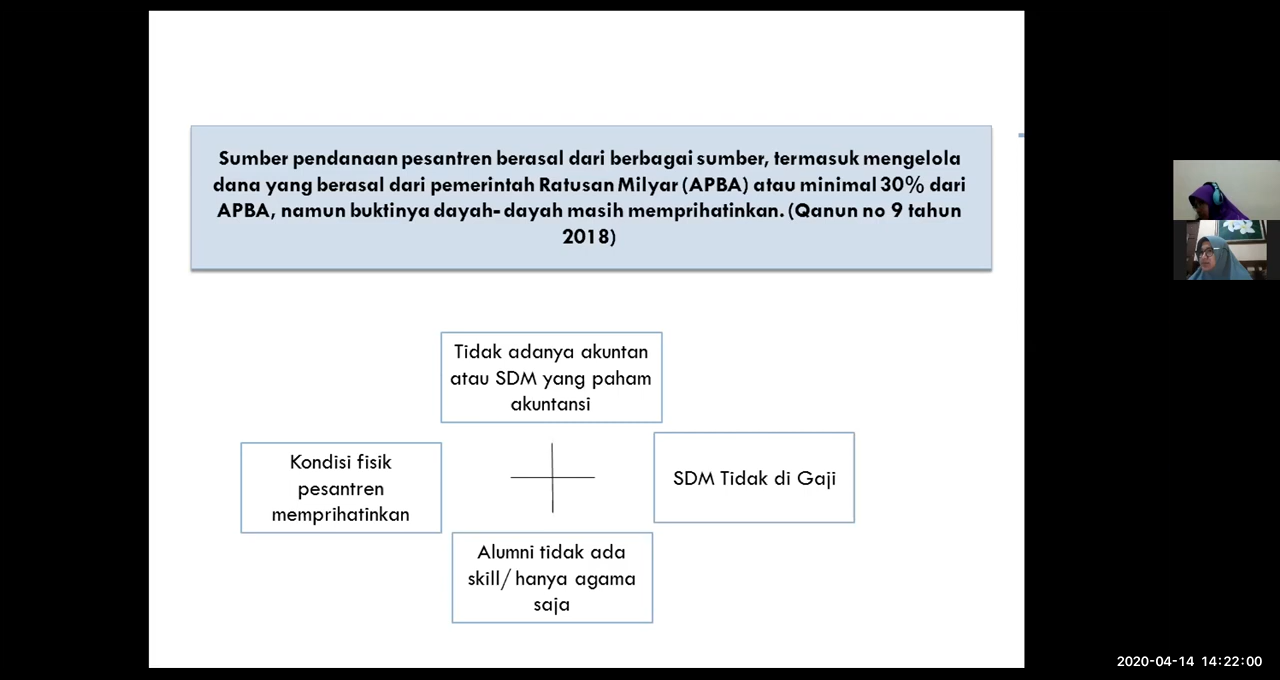 Sumber pendanaan pesantren berasal dari berbagai sumber, termasuk mengelola
dana yang berasal dari pemerintah Ratusan Milyar (APBA) atau minimal 30% dari
APBA, namun buktinya dayah-dayah masih memprihatinkan. (Qanun no 9 tahun
2018)
Tidak adanya akuntan
atau SDM yang paham
akuntansi
Kondisi fisik
pesantren
memprihatinkan
SDM Tidak di Gaji
Alumni tidak ada
skill/hanya agama
saja
2020-04-14 14:22:00